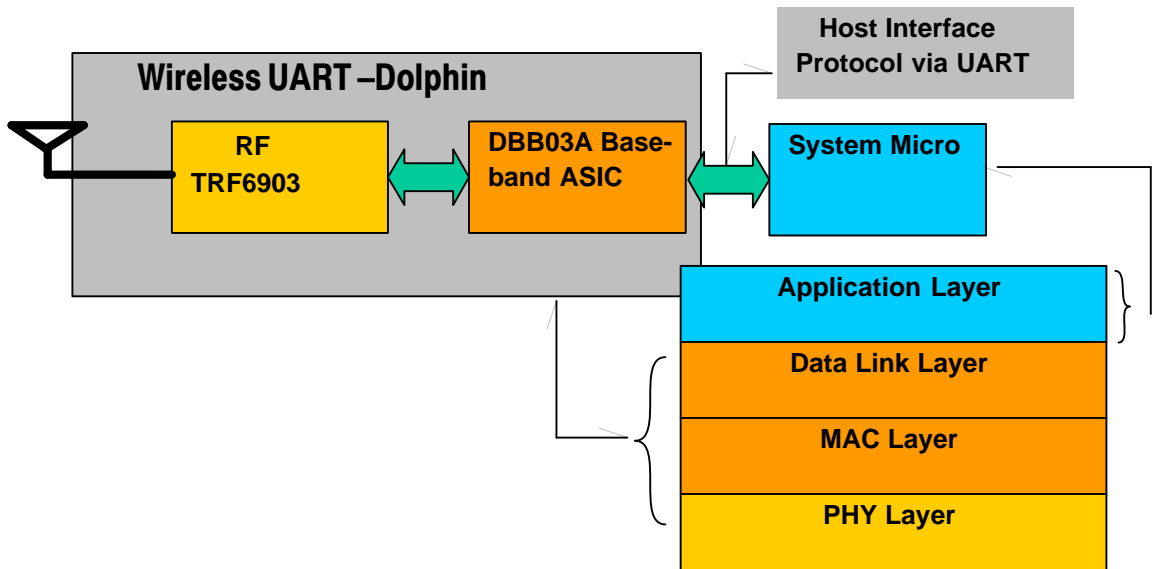 Host Interface
Protocol via UART
Wireless UART –Dolphin
RF
TRF6903
DBB03A Base-
band ASIC
System Micro
Application Layer
Data Link Layer
MAC Layer
PHY Layer